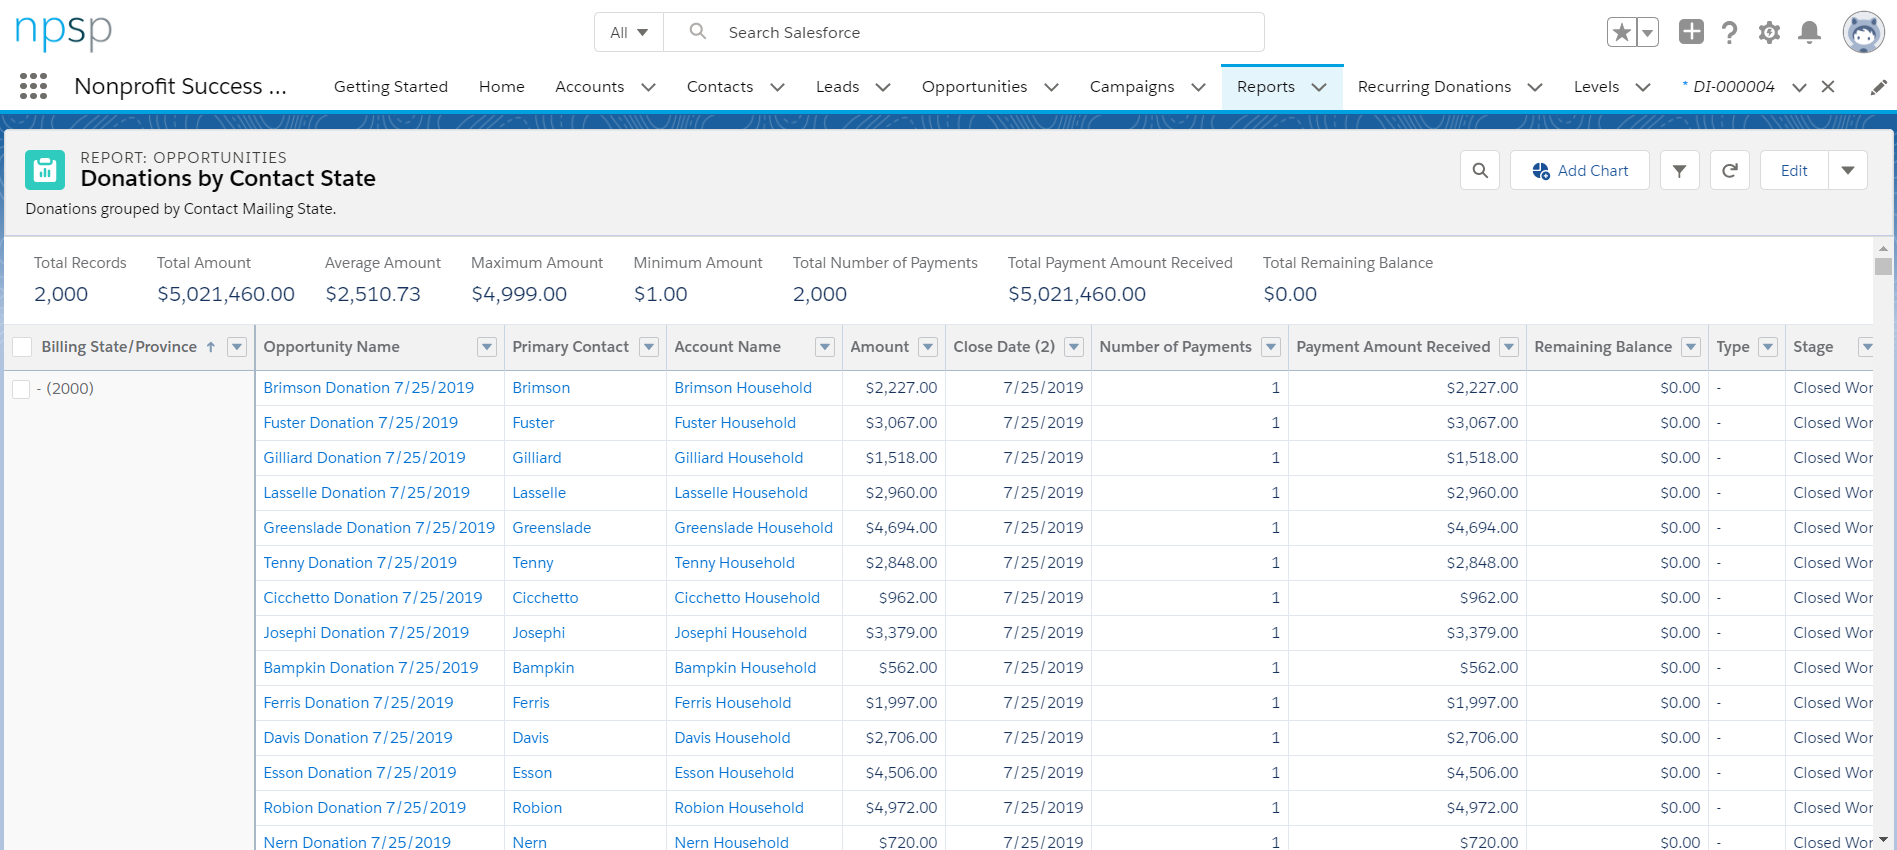 npsp
All
Search Salesforce
Nonprofit Success ...
Getting Started
Home
Accounts
Contacts
Leads
Opportunities
Campaigns
Reports
Recurring Donations
Levels
* DI-000004
REPORT: OPPORTUNITIES
Donations by Contact State
Donations grouped by Contact Mailing State.
Add Chart
Edit
Total Records Total Amount Average Amount Maximum Amount Minimum Amount Total Number of Payments Total Payment Amount Received Total Remaining Balance
2,000 $5,021,460.00 $2,510.73 $4,999.00 $1.00 2,000 $5,021,460.00 $0.00
Billing State/Province ↑ Opportunity Name Primary Contact Account Name Amount Close Date (2) Number of Payments Payment Amount Received Remaining Balance Type Stage
- (2000) Brimson Donation 7/25/2019 Brimson Brimson Household $2,227.00 7/25/2019 1 $2,227.00 $0.00 - Closed Wor
Fuster Donation 7/25/2019 Fuster Fuster Household $3,067.00 7/25/2019 1 $3,067.00 $0.00 - Closed Wor
Gilliard Donation 7/25/2019 Gilliard Gilliard Household $1,518.00 7/25/2019 1 $1,518.00 $0.00 - Closed Wor
Lasselle Donation 7/25/2019 Lasselle Lasselle Household $2,960.00 7/25/2019 1 $2,960.00 $0.00 - Closed Wor
Greenslade Donation 7/25/2019 Greenslade Greenslade Household $4,694.00 7/25/2019 1 $4,694.00 $0.00 - Closed Wor
Tenny Donation 7/25/2019 Tenny Tenny Household $2,848.00 7/25/2019 1 $2,848.00 $0.00 - Closed Wor
Cicchetto Donation 7/25/2019 Cicchetto Cicchetto Household $962.00 7/25/2019 1 $962.00 $0.00 - Closed Wor
Josephi Donation 7/25/2019 Josephi Josephi Household $3,379.00 7/25/2019 1 $3,379.00 $0.00 - Closed Wor
Bampkin Donation 7/25/2019 Bampkin Bampkin Household $562.00 7/25/2019 1 $562.00 $0.00 - Closed Wor
Ferris Donation 7/25/2019 Ferris Ferris Household $1,997.00 7/25/2019 1 $1,997.00 $0.00 - Closed Wor
Davis Donation 7/25/2019 Davis Davis Household $2,706.00 7/25/2019 1 $2,706.00 $0.00 - Closed Wor
Esson Donation 7/25/2019 Esson Esson Household $4,506.00 7/25/2019 1 $4,506.00 $0.00 - Closed Wor
Robion Donation 7/25/2019 Robion Robion Household $4,972.00 7/25/2019 1 $4,972.00 $0.00 - Closed Wor
Nern Donation 7/25/2019 Nern Nern Household $720.00 7/25/2019 1 $720.00 $0.00 - Closed Wor